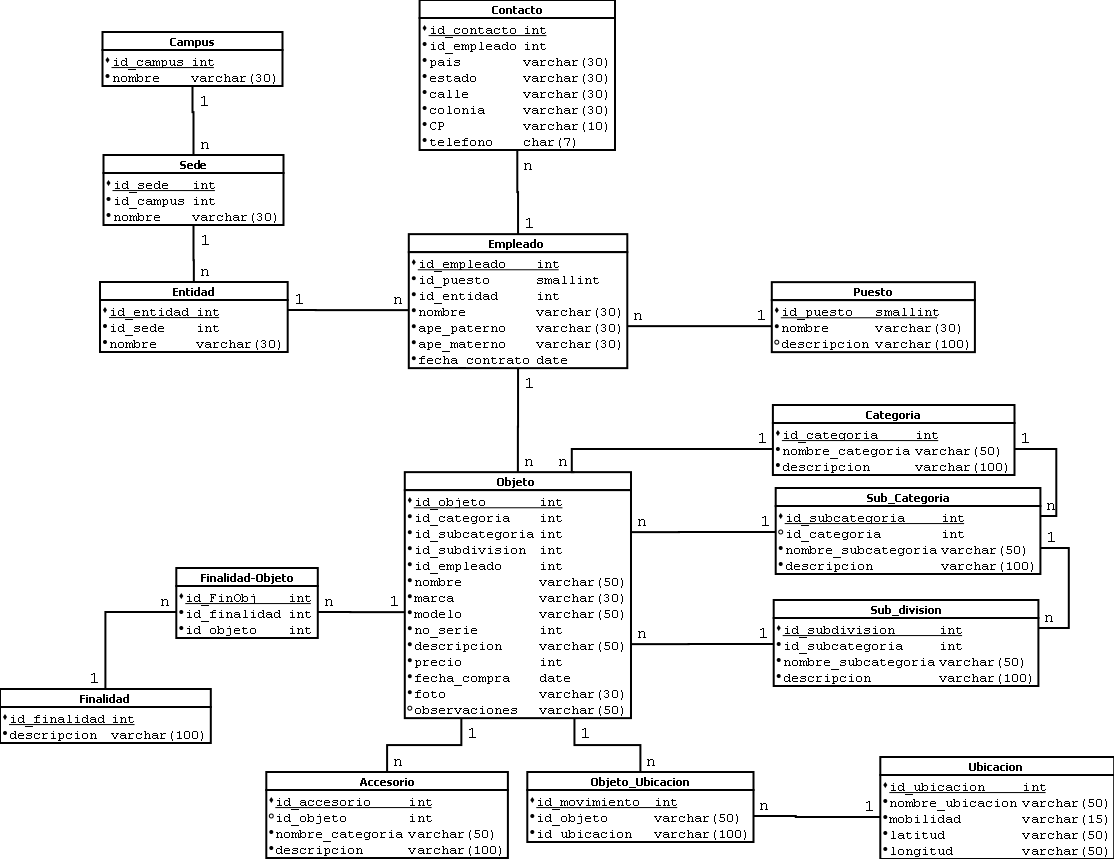 Contacto
id_contacto int
id_empleado int
pais varchar(30)
estado varchar(30)
calle varchar(30)
colonia varchar(30)
CP varchar(10)
telefono char(7)
Campus
id_campus int
nombre varchar(30)
1
n
n
1
Sede
id_sede int
id_campus int
nombre varchar(30)
1
n
Empleado
id_empleado int
id_puesto smallint
id_entidad int
nombre varchar(30)
ape_paterno varchar(30)
ape_materno varchar(30)
fecha_contrato date
Entidad
id_entidad int
id_sede int
nombre varchar(30)
1
n
n
1
Puesto
id_puesto smallint
nombre varchar(30)
descripcion varchar(100)
1
n
Categoria
id_categoria int
nombre_categoria varchar(50)
descripcion varchar(100)
1
n
1
n
Objeto
id_objeto int
id_categoria int
id_subcategoria int
id_subdivision int
id_empleado int
nombre varchar(50)
marca varchar(30)
modelo varchar(50)
no_serie int
descripcion varchar(50)
precio int
fecha_compra date
foto varchar(30)
observaciones varchar(50)
n
1
Sub_Categoria
id_subcategoria int
id_categoria int
nombre_subcategoria varchar(50)
descripcion varchar(100)
1
n
Finalidad-Objeto
id_FinObj int
id_finalidad int
id_objeto int
n
n
1
1
n
1
Sub_division
id_subdivision int
id_subcategoria int
nombre_subcategoria varchar(50)
descripcion varchar(100)
Finalidad
id_finalidad int
descripcion varchar(100)
1
n
1
n
Accesorio
id_accesorio int
id_objeto int
nombre_categoria varchar(50)
descripcion varchar(100)
Objeto_Ubicacion
id_movimiento int
id_objeto varchar(50)
id_ubicacion varchar(100)
n
1
Ubicacion
id_ubicacion int
nombre_ubicacion varchar(50)
mobilidad varchar(15)
latitud varchar(50)
longitud varchar(50)